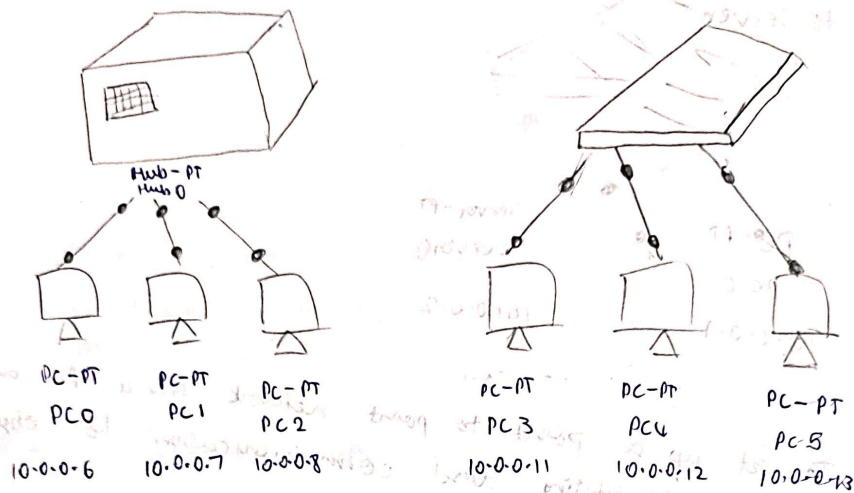 Hub-PT
Hub 0
PC-PT
PC0
10.0.0.6
PC-PT
PC1
10.0.0.7
PC-PT
PC2
10.0.0.8
PC-PT
PC3
10.0.0.11
PC-PT
PC4
10.0.0.12
PC-PT
PC5
10.0.0.13